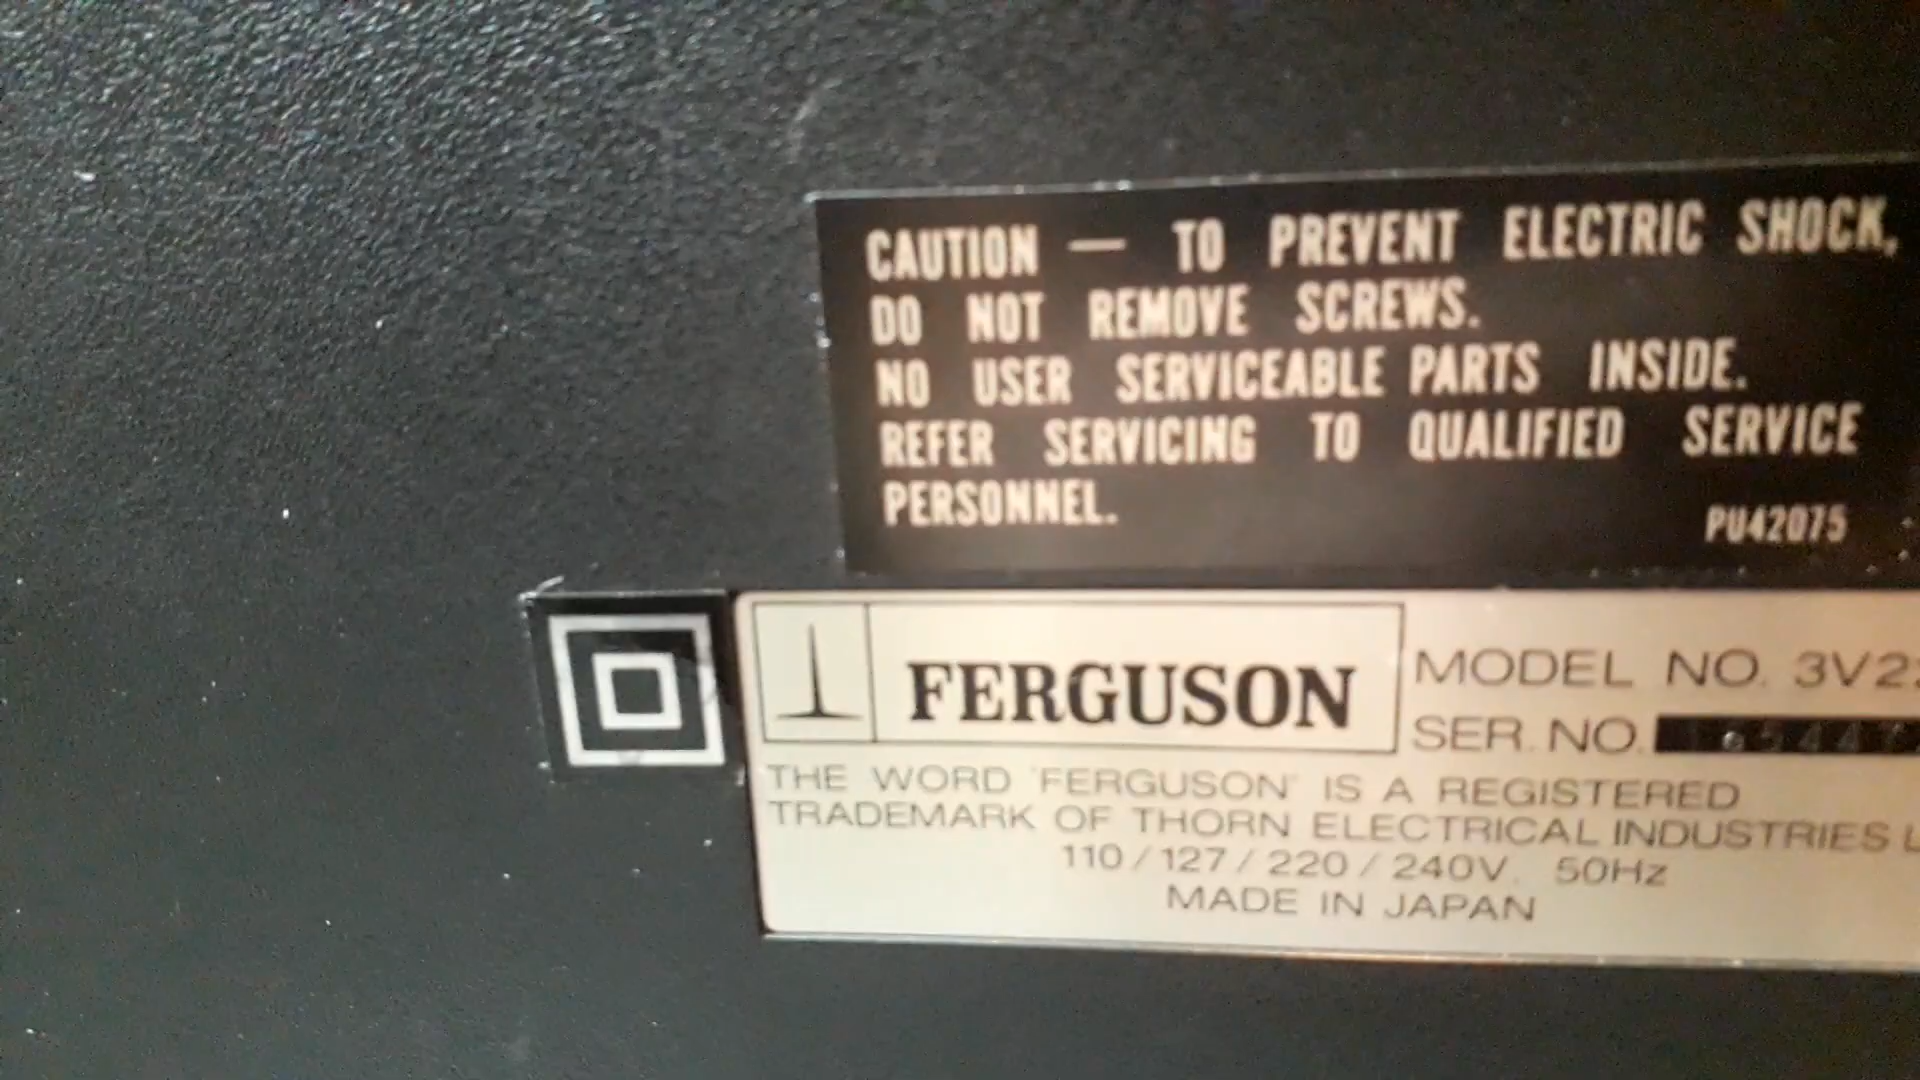 CAUTION — TO PREVENT ELECTRIC SHOCK,
DO NOT REMOVE SCREWS.
NO USER SERVICEABLE PARTS INSIDE.
REFER SERVICING TO QUALIFIED SERVICE
PERSONNEL.
PU42075
FERGUSON
MODEL NO. 3V22
SER. NO.
THE WORD 'FERGUSON' IS A REGISTERED
TRADEMARK OF THORN ELECTRICAL INDUSTRIES L
110/127/220/240V. 50Hz
MADE IN JAPAN